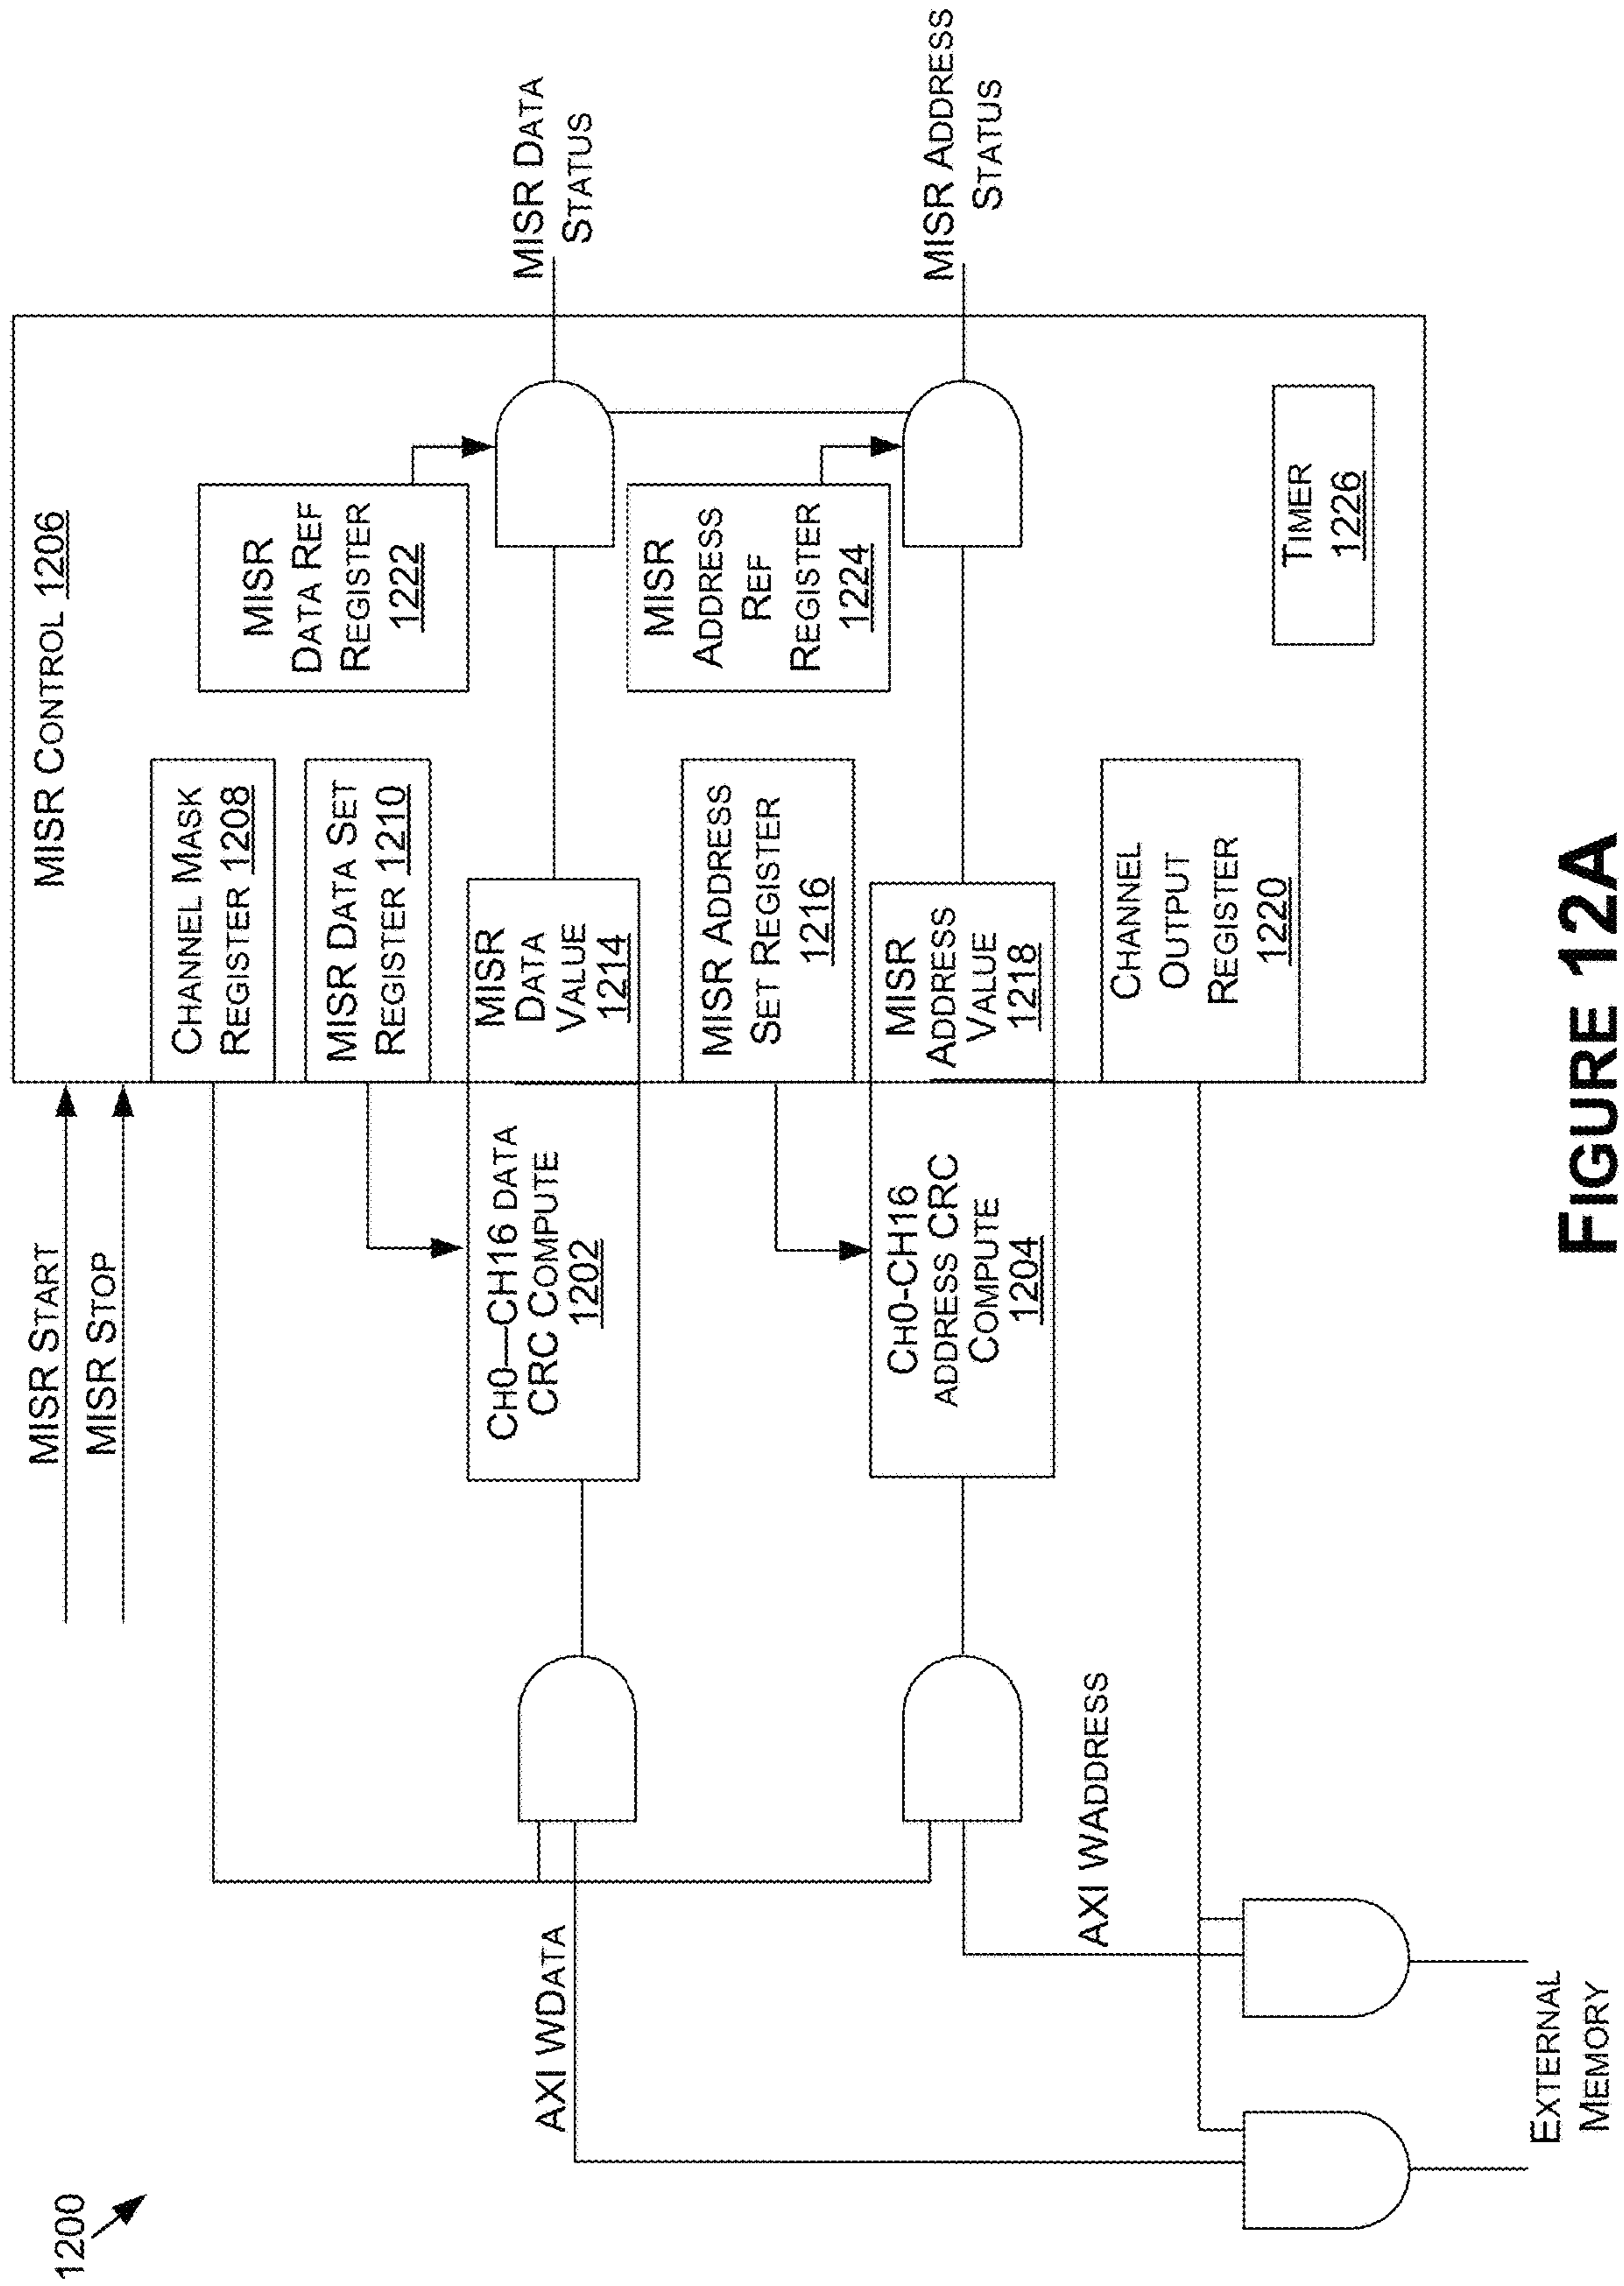 1200
MISR START
MISR STOP
MISR CONTROL 1206
CHANNEL MASK
REGISTER 1208
MISR DATA SET
REGISTER 1210
MISR
DATA REF
REGISTER
1222
MISR DATA
STATUS
AXI WDATA
CH0—CH16 DATA
CRC COMPUTE
1202
MISR
DATA
VALUE
1214
MISR ADDRESS
SET REGISTER
1216
MISR
ADDRESS
REF
REGISTER
1224
MISR ADDRESS
STATUS
CH0-CH16
ADDRESS CRC
COMPUTE
1204
MISR
ADDRESS
VALUE
1218
AXI WADDRESS
CHANNEL
OUTPUT
REGISTER
1220
TIMER
1226
EXTERNAL
MEMORY
FIGURE 12A